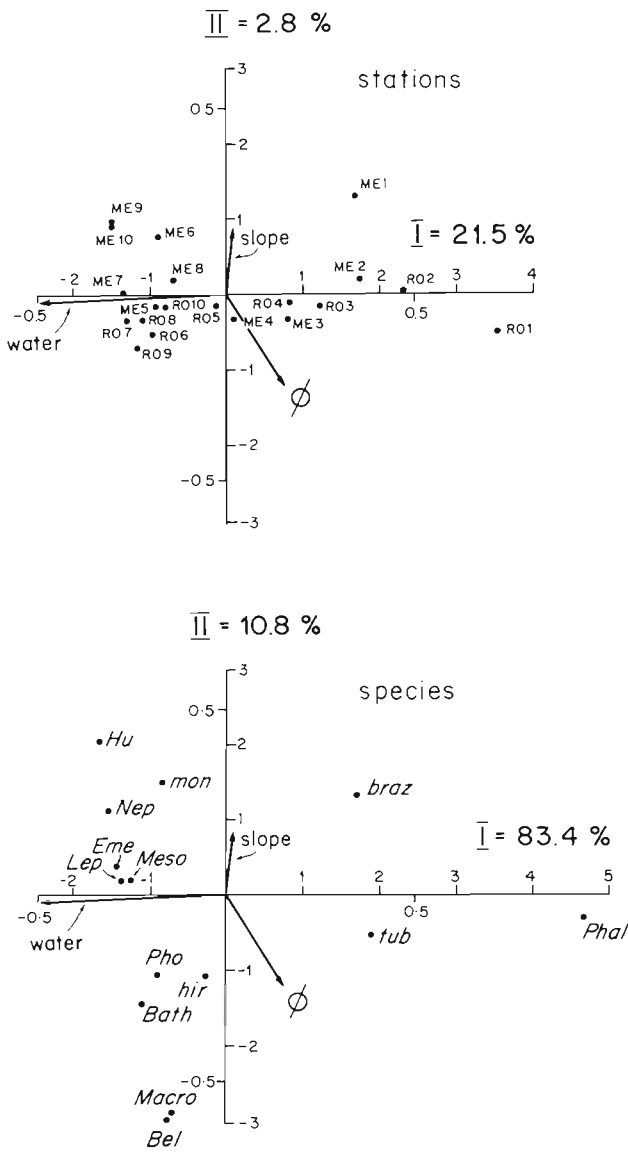 II = 2.8 %
stations
3
0.5
2
ME1
ME9
ME10
ME6
1
slope
I = 21.5 %
ME8
ME2
RO2
ME7
-2
-1
1
2
3
4
-0.5
0.5
ME5
RO10
RO4
RO3
RO7
RO8
RO5
ME4
ME3
RO1
water
RO6
RO9
-1
Ø
-2
-0.5
-3
II = 10.8 %
species
3
0.5
2
Hu
mon
braz
Nep
1
slope
I = 83.4 %
Eme
Lep
Meso
-2
-1
1
2
3
4
5
-0.5
0.5
water
tub
Phal
Pho
hir
-1
Bath
Ø
-2
-0.5
Macro
Bel
-3